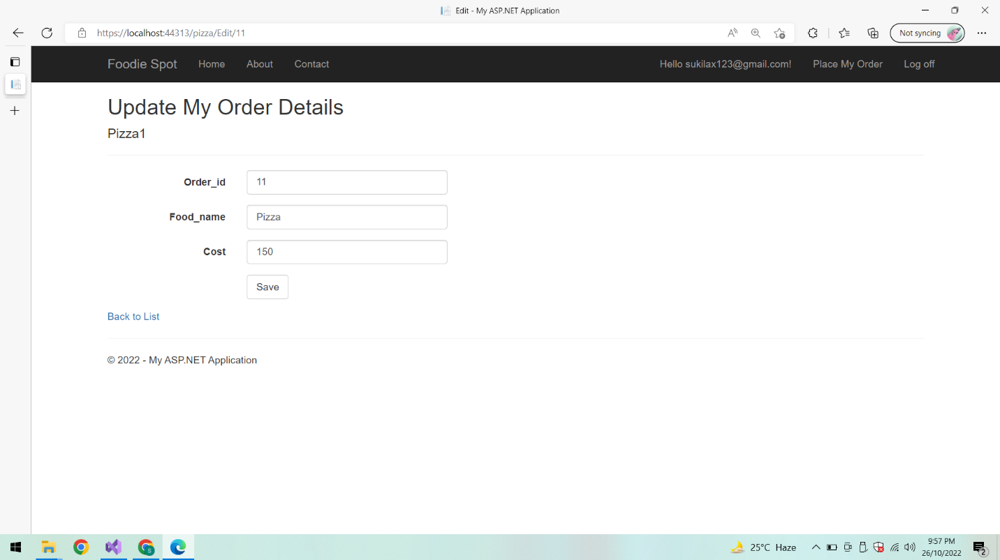 Edit - My ASP.NET Application
https://localhost:44313/pizza/Edit/11
Not syncing
Foodie Spot Home About Contact Hello sukilax123@gmail.com! Place My Order Log off
Update My Order Details
Pizza1
Order_id 11
Food_name Pizza
Cost 150
Save
Back to List
© 2022 - My ASP.NET Application
25°C Haze
9:57 PM
26/10/2022
2